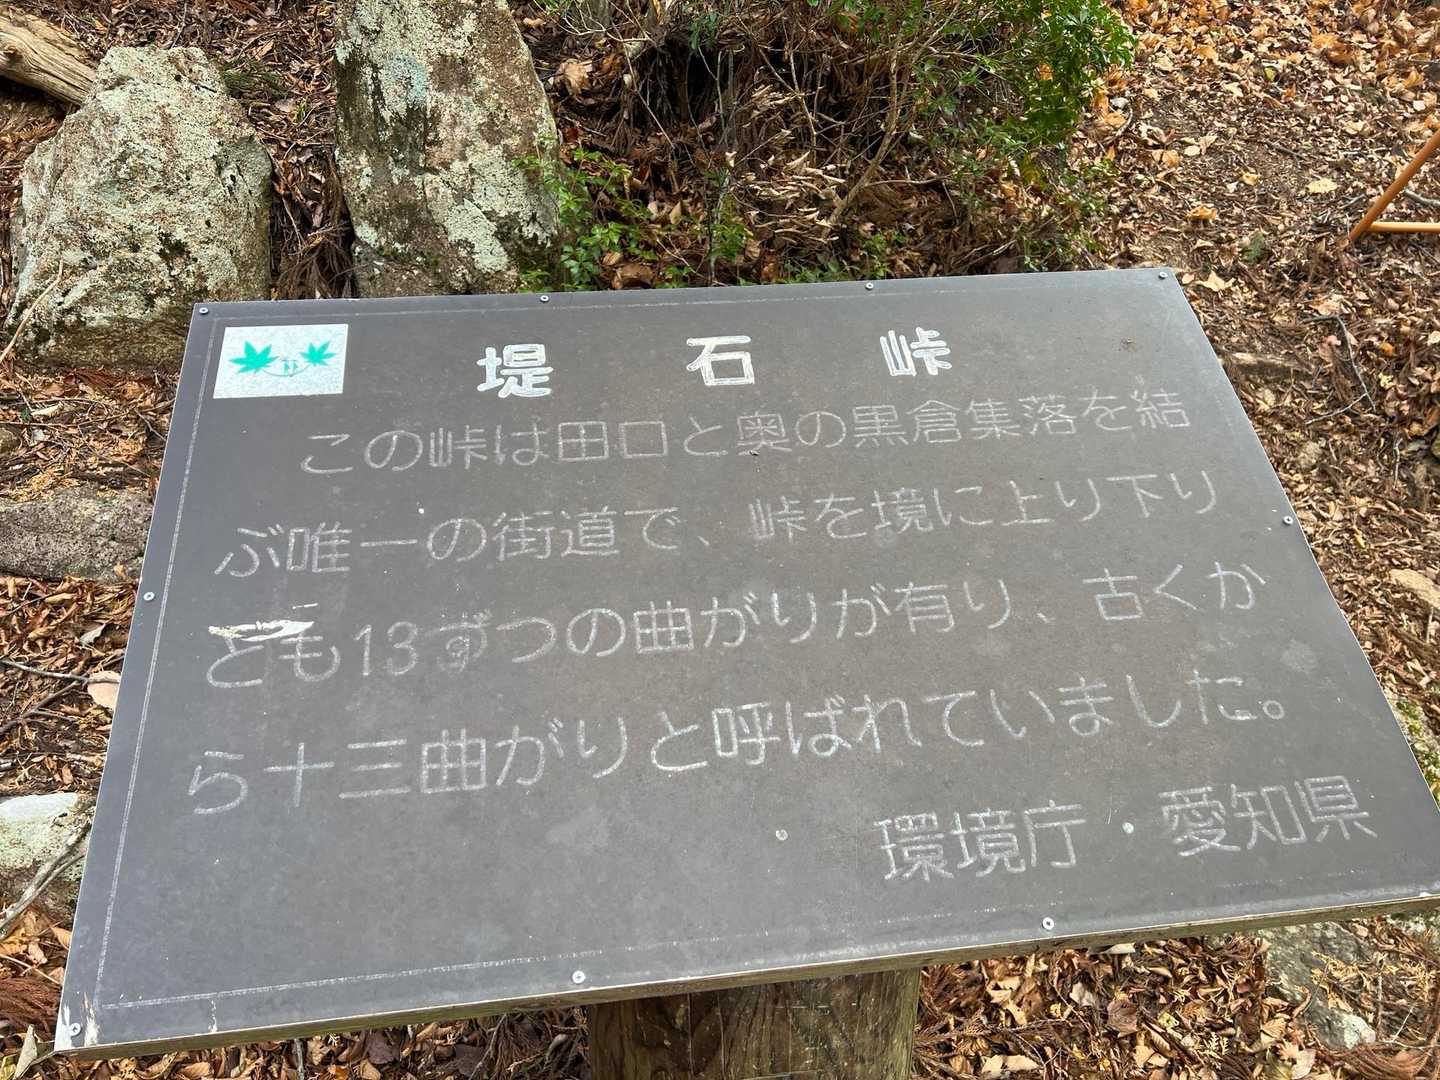 堤石峠
この峠は田口と奥の黒倉集落を結
ぶ唯一の街道で、峠を境に上り下り
とも13ずつの曲がりが有り、古くか
ら十三曲がりと呼ばれていました。
環境庁・愛知県